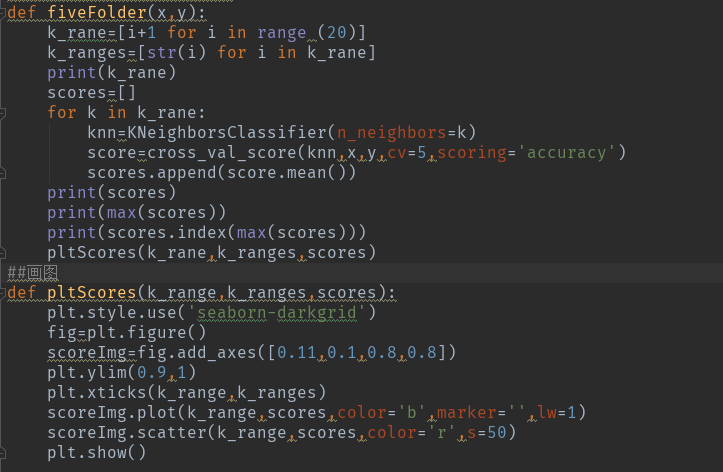 def fiveFolder(x,y):
    k_rane=[i+1 for i in range (20)]
    k_ranges=[str(i) for i in k_rane]
    print(k_rane)
    scores=[]
    for k in k_rane:
        knn=KNeighborsClassifier(n_neighbors=k)
        score=cross_val_score(knn,x,y,cv=5,scoring='accuracy')
        scores.append(score.mean())
    print(scores)
    print(max(scores))
    print(scores.index(max(scores)))
    pltScores(k_rane,k_ranges,scores)
##画图
def pltScores(k_range,k_ranges,scores):
    plt.style.use('seaborn-darkgrid')
    fig=plt.figure()
    scoreImg=fig.add_axes([0.11,0.1,0.8,0.8])
    plt.ylim(0.9,1)
    plt.xticks(k_range,k_ranges)
    scoreImg.plot(k_range,scores,color='b',marker='',lw=1)
    scoreImg.scatter(k_range,scores,color='r',s=50)
    plt.show()